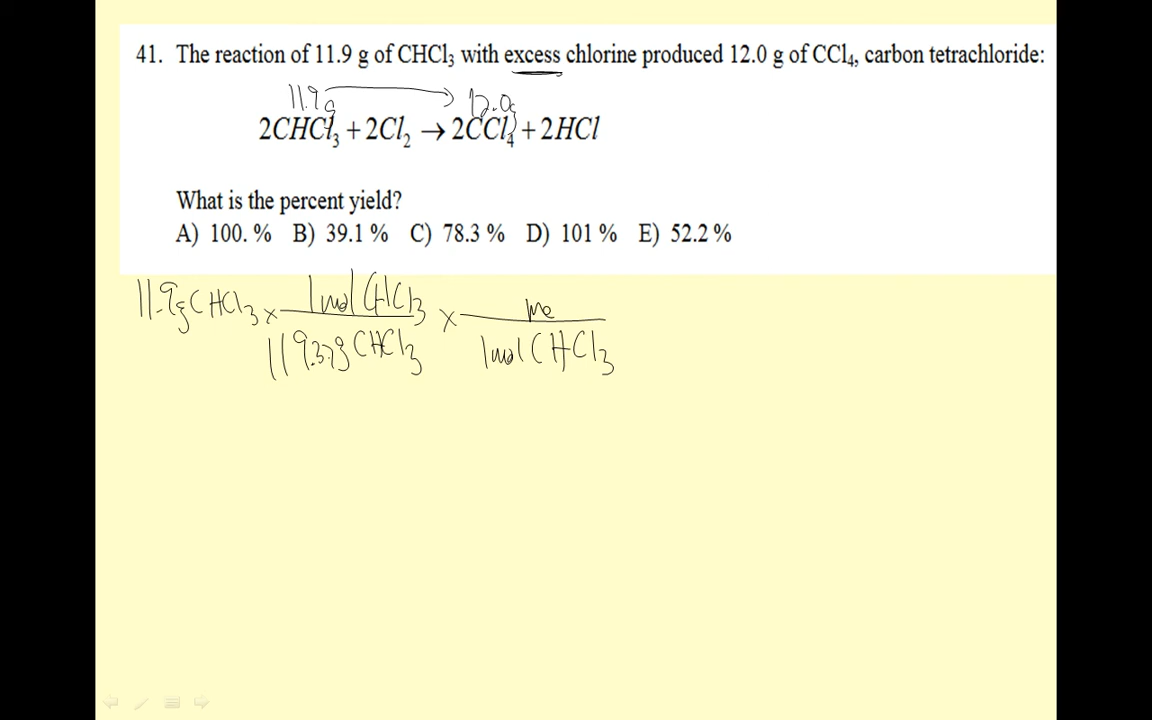 41. The reaction of 11.9 g of CHCl₃ with excess chlorine produced 12.0 g of CCl₄, carbon tetrachloride:
11.9g 12.0g
2CHCl₃ + 2Cl₂ → 2CCl₄ + 2HCl
What is the percent yield?
A) 100. % B) 39.1 % C) 78.3 % D) 101 % E) 52.2 %
11.9g CHCl₃ × 1mol CHCl₃ × mo
119.37g CHCl₃ 1mol CHCl₃